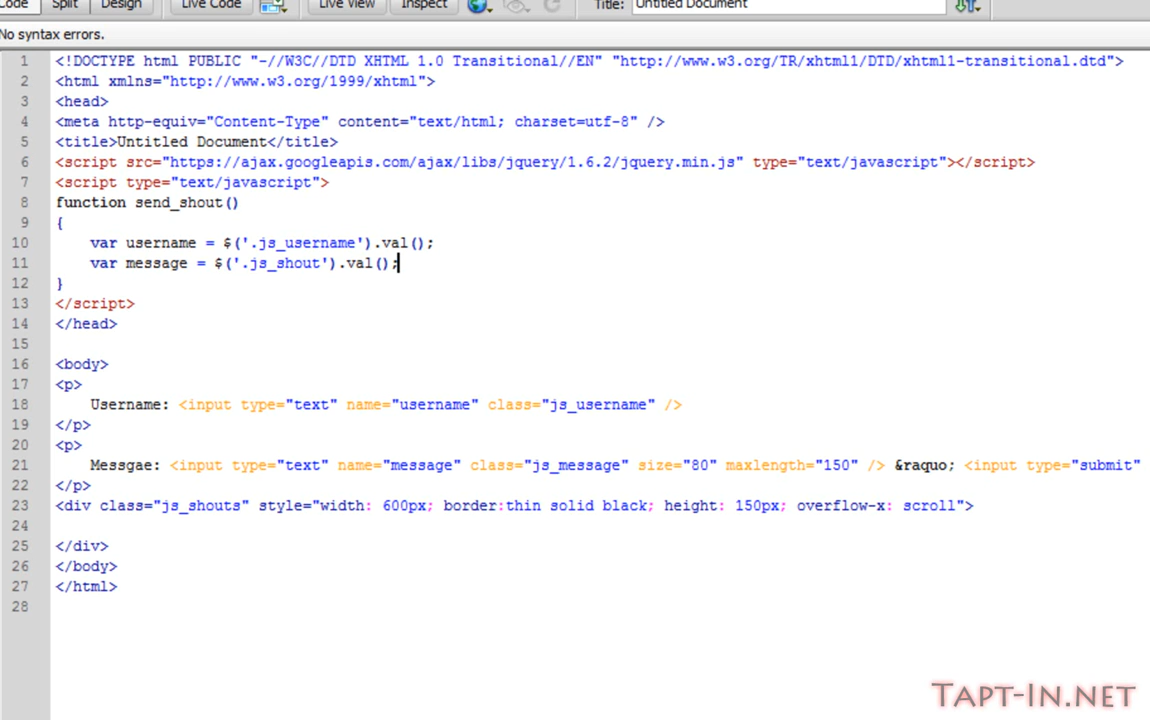 Code Split Design Live Code Live View Inspect Title: Untitled Document
No syntax errors.
1 <!DOCTYPE html PUBLIC "-//W3C//DTD XHTML 1.0 Transitional//EN" "http://www.w3.org/TR/xhtml1/DTD/xhtml1-transitional.dtd">
2 <html xmlns="http://www.w3.org/1999/xhtml">
3 <head>
4 <meta http-equiv="Content-Type" content="text/html; charset=utf-8" />
5 <title>Untitled Document</title>
6 <script src="https://ajax.googleapis.com/ajax/libs/jquery/1.6.2/jquery.min.js" type="text/javascript"></script>
7 <script type="text/javascript">
8 function send_shout()
9 {
10 var username = $('.js_username').val();
11 var message = $('.js_shout').val();
12 }
13 </script>
14 </head>
15
16 <body>
17 <p>
18 Username: <input type="text" name="username" class="js_username" />
19 </p>
20 <p>
21 Messgae: <input type="text" name="message" class="js_message" size="80" maxlength="150" /> &raquo; <input type="submit"
22 </p>
23 <div class="js_shouts" style="width: 600px; border:thin solid black; height: 150px; overflow-x: scroll">
24
25 </div>
26 </body>
27 </html>
28
TAPT-IN.NET